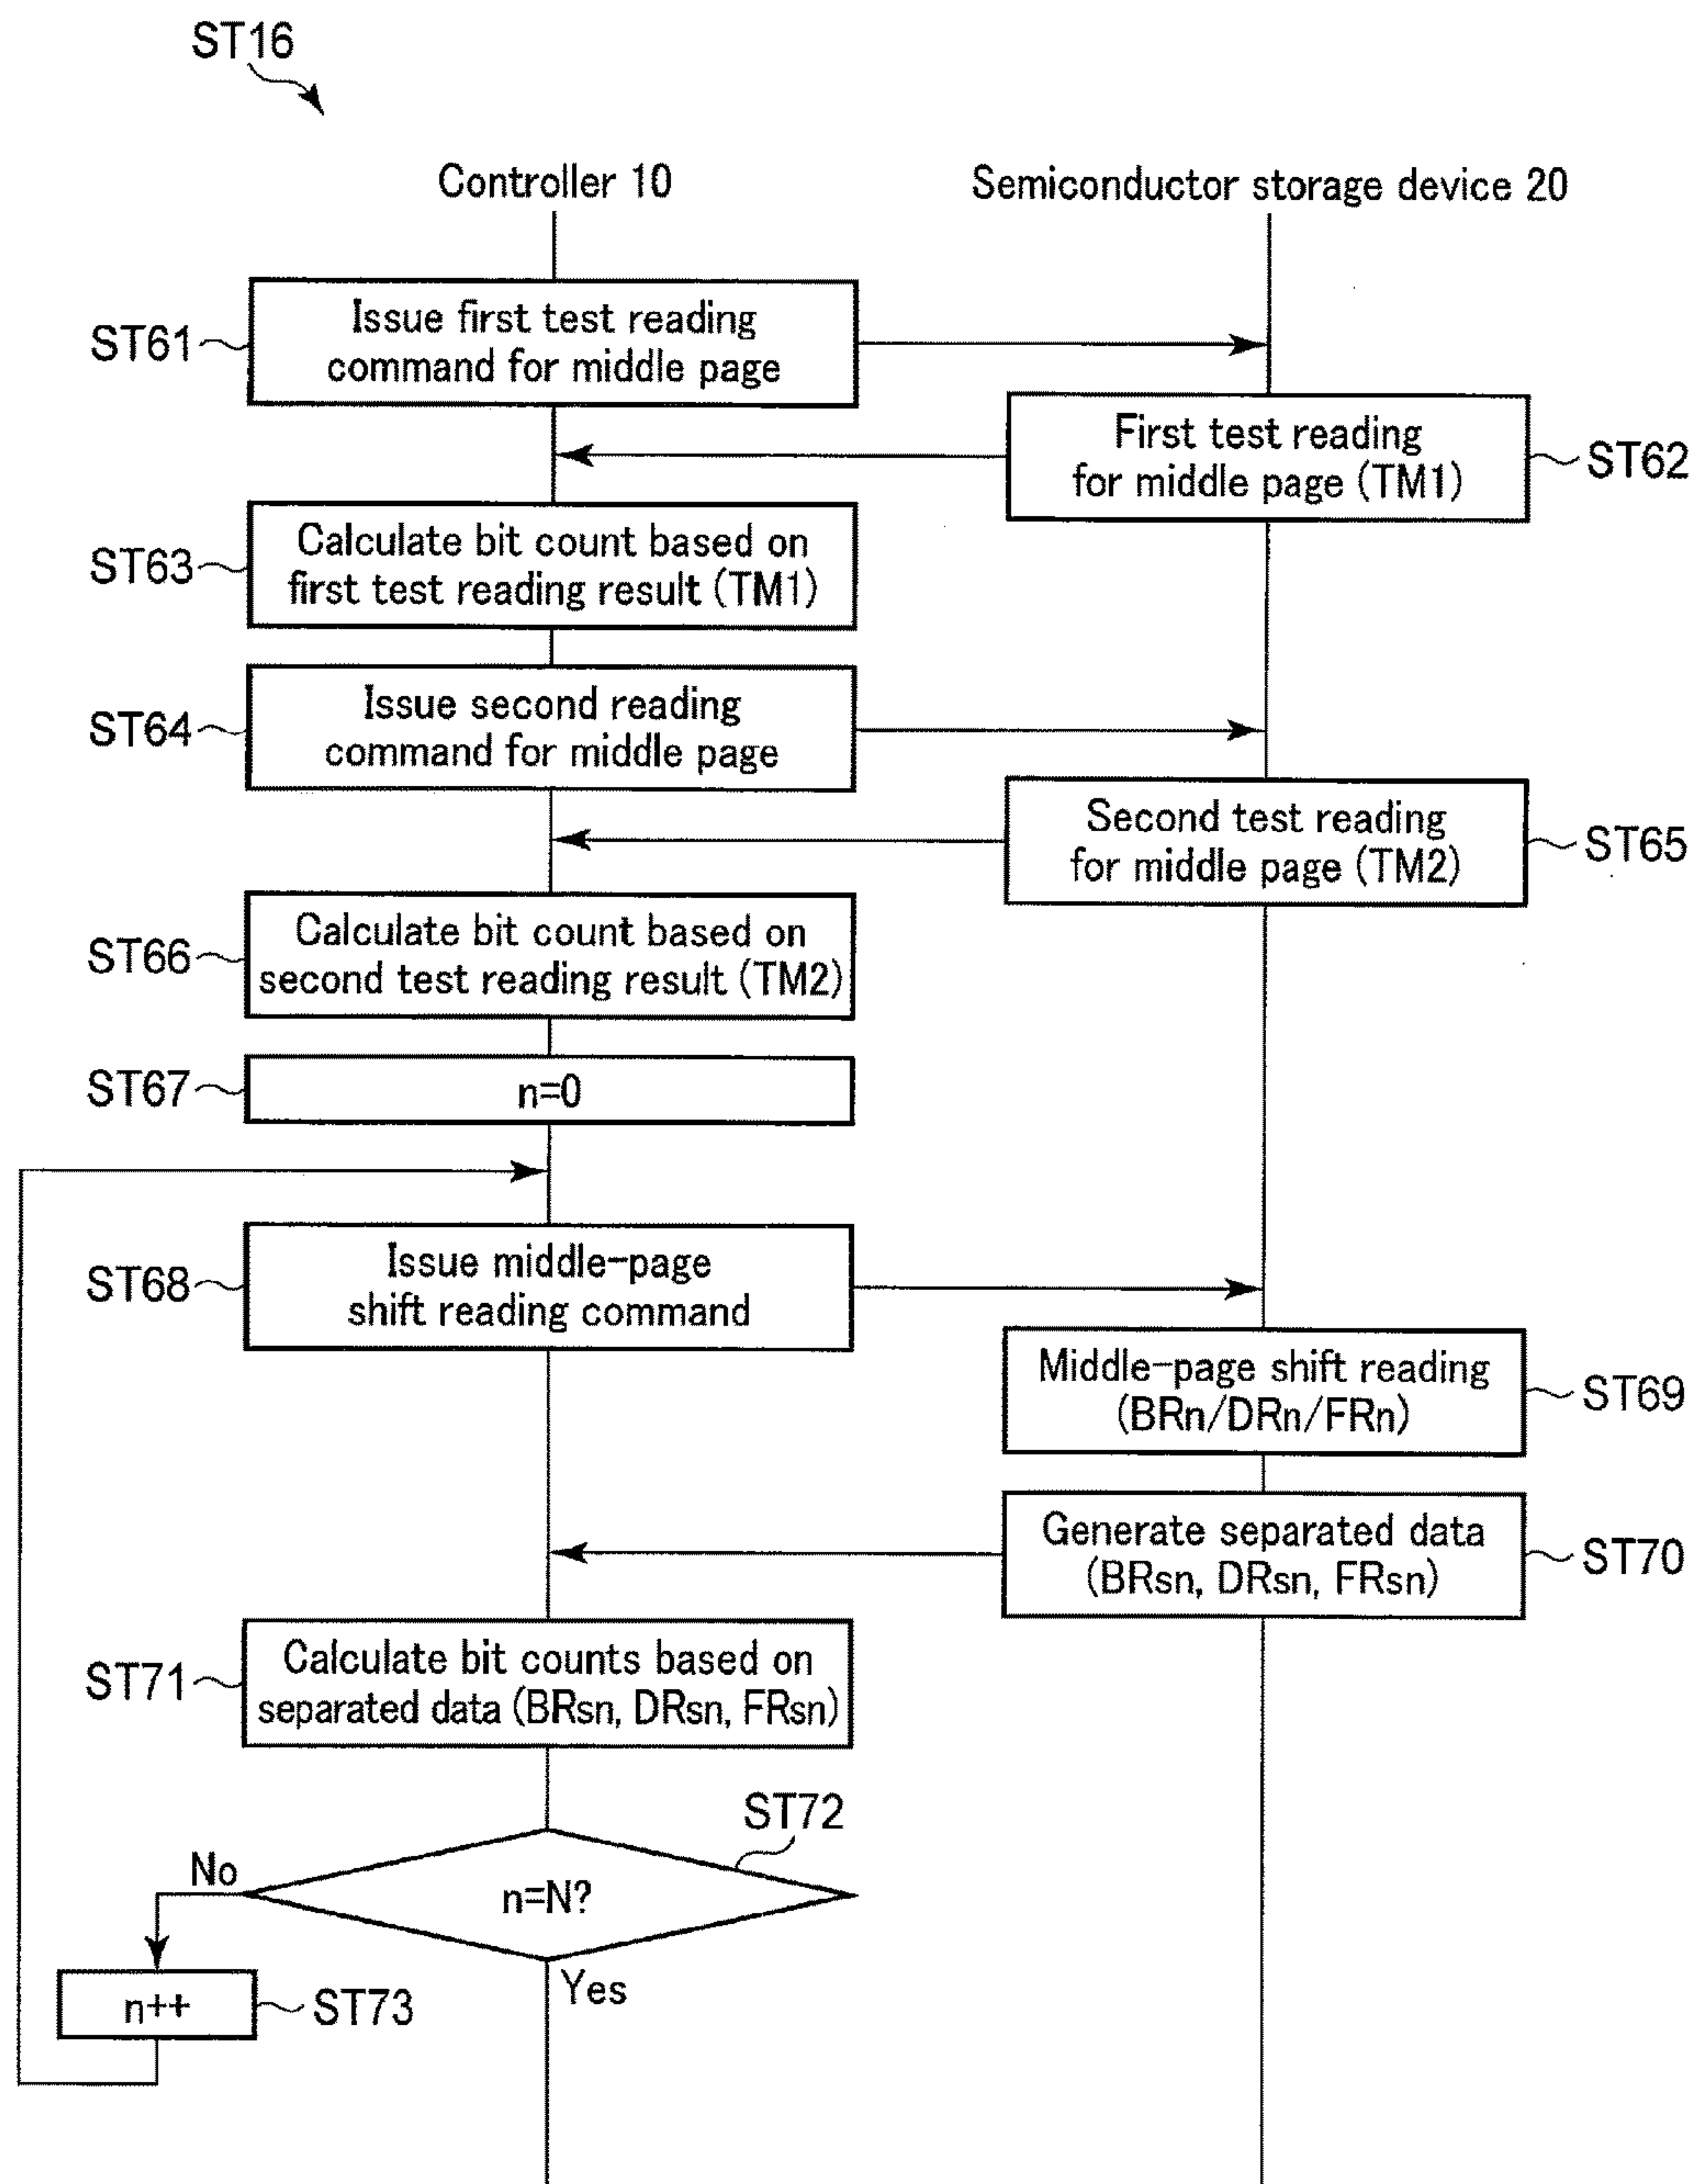 ST16
Controller 10
Semiconductor storage device 20
ST61
Issue first test reading
command for middle page
First test reading
for middle page (TM1)
ST62
ST63
Calculate bit count based on
first test reading result (TM1)
ST64
Issue second reading
command for middle page
Second test reading
for middle page (TM2)
ST65
ST66
Calculate bit count based on
second test reading result (TM2)
ST67
n=0
ST68
Issue middle-page
shift reading command
Middle-page shift reading
(BRn/DRn/FRn)
ST69
Generate separated data
(BRsn, DRsn, FRsn)
ST70
ST71
Calculate bit counts based on
separated data (BRsn, DRsn, FRsn)
ST72
No
n=N?
Yes
n++
ST73